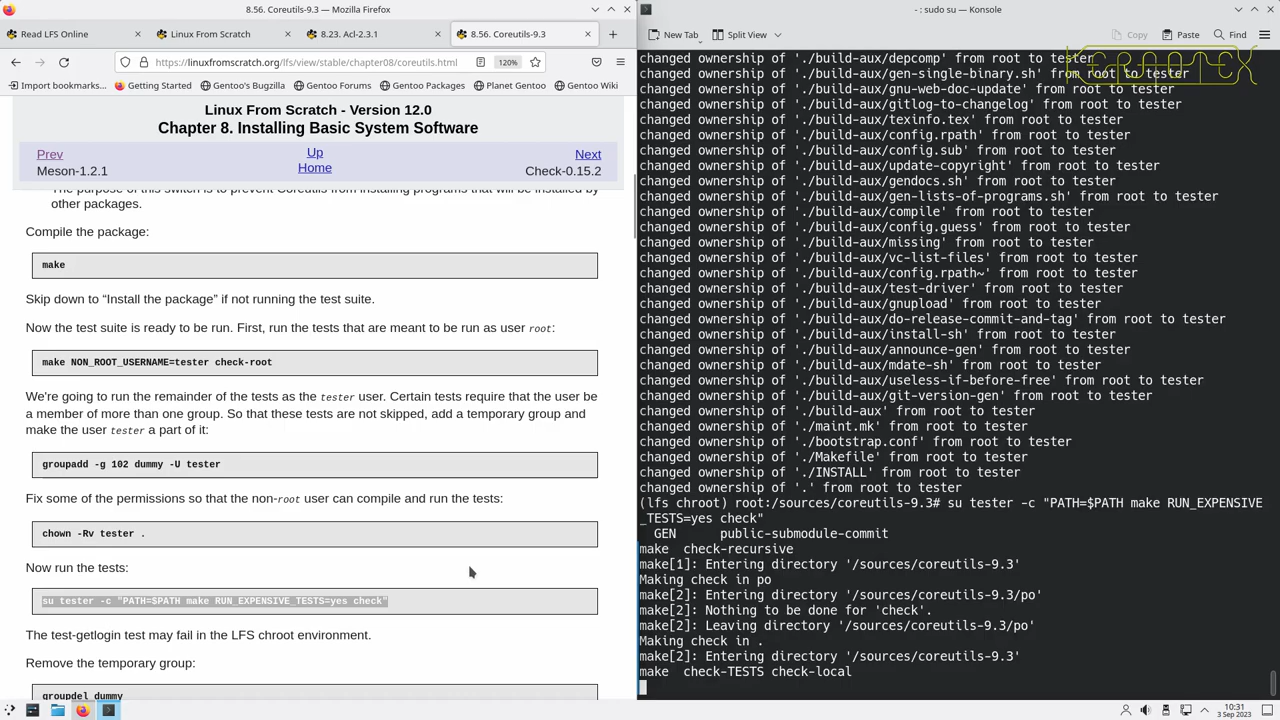 8.56. Coreutils-9.3 — Mozilla Firefox
Read LFS Online
Linux From Scratch
8.23. Acl-2.3.1
8.56. Coreutils-9.3
https://linuxfromscratch.org/lfs/view/stable/chapter08/coreutils.html
120%
Import bookmarks...
Getting Started
Gentoo's Bugzilla
Gentoo Forums
Gentoo Packages
Planet Gentoo
Gentoo Wiki
Linux From Scratch - Version 12.0
Chapter 8. Installing Basic System Software
Prev
Up
Next
Meson-1.2.1
Home
Check-0.15.2
The purpose of this switch is to prevent Coreutils from installing programs that will be installed by
other packages.
Compile the package:
make
Skip down to “Install the package” if not running the test suite.
Now the test suite is ready to be run. First, run the tests that are meant to be run as user root:
make NON_ROOT_USERNAME=tester check-root
We're going to run the remainder of the tests as the tester user. Certain tests require that the user be
a member of more than one group. So that these tests are not skipped, add a temporary group and
make the user tester a part of it:
groupadd -g 102 dummy -U tester
Fix some of the permissions so that the non-root user can compile and run the tests:
chown -Rv tester .
Now run the tests:
su tester -c "PATH=$PATH make RUN_EXPENSIVE_TESTS=yes check"
The test-getlogin test may fail in the LFS chroot environment.
Remove the temporary group:
groupdel dummy
- : sudo su — Konsole
New Tab
Split View
Copy
Paste
Find
KERATEX
changed ownership of './build-aux/depcomp' from root to tester
changed ownership of './build-aux/gen-single-binary.sh' from root to tester
changed ownership of './build-aux/gnu-web-doc-update' from root to tester
changed ownership of './build-aux/gitlog-to-changelog' from root to tester
changed ownership of './build-aux/texinfo.tex' from root to tester
changed ownership of './build-aux/config.rpath' from root to tester
changed ownership of './build-aux/config.sub' from root to tester
changed ownership of './build-aux/update-copyright' from root to tester
changed ownership of './build-aux/gendocs.sh' from root to tester
changed ownership of './build-aux/gen-lists-of-programs.sh' from root to tester
changed ownership of './build-aux/compile' from root to tester
changed ownership of './build-aux/config.guess' from root to tester
changed ownership of './build-aux/missing' from root to tester
changed ownership of './build-aux/vc-list-files' from root to tester
changed ownership of './build-aux/config.rpath~' from root to tester
changed ownership of './build-aux/test-driver' from root to tester
changed ownership of './build-aux/gnupload' from root to tester
changed ownership of './build-aux/do-release-commit-and-tag' from root to tester
changed ownership of './build-aux/install-sh' from root to tester
changed ownership of './build-aux/announce-gen' from root to tester
changed ownership of './build-aux/mdate-sh' from root to tester
changed ownership of './build-aux/useless-if-before-free' from root to tester
changed ownership of './build-aux/git-version-gen' from root to tester
changed ownership of './build-aux' from root to tester
changed ownership of './maint.mk' from root to tester
changed ownership of './bootstrap.conf' from root to tester
changed ownership of './Makefile' from root to tester
changed ownership of './INSTALL' from root to tester
changed ownership of '.' from root to tester
(lfs chroot) root:/sources/coreutils-9.3# su tester -c "PATH=$PATH make RUN_EXPENSIVE
_TESTS=yes check"
GEN public-submodule-commit
make check-recursive
make[1]: Entering directory '/sources/coreutils-9.3'
Making check in po
make[2]: Entering directory '/sources/coreutils-9.3/po'
make[2]: Nothing to be done for 'check'.
make[2]: Leaving directory '/sources/coreutils-9.3/po'
Making check in .
make[2]: Entering directory '/sources/coreutils-9.3'
make check-TESTS check-local
10:31
3 Sep 2023